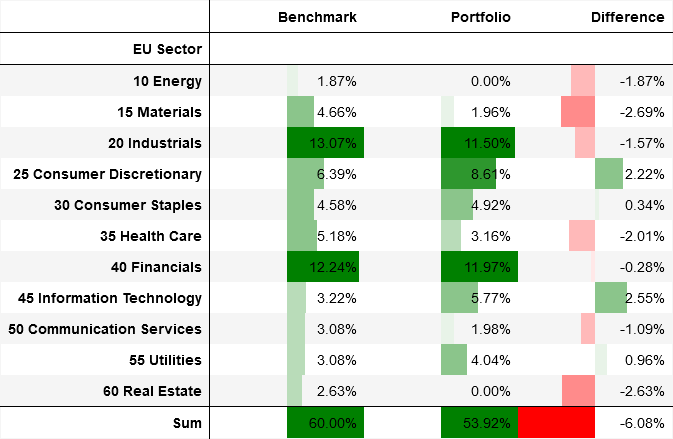 Benchmark Portfolio Difference
EU Sector
10 Energy 1.87% 0.00% -1.87%
15 Materials 4.66% 1.96% -2.69%
20 Industrials 13.07% 11.50% -1.57%
25 Consumer Discretionary 6.39% 8.61% 2.22%
30 Consumer Staples 4.58% 4.92% 0.34%
35 Health Care 5.18% 3.16% -2.01%
40 Financials 12.24% 11.97% -0.28%
45 Information Technology 3.22% 5.77% 2.55%
50 Communication Services 3.08% 1.98% -1.09%
55 Utilities 3.08% 4.04% 0.96%
60 Real Estate 2.63% 0.00% -2.63%
Sum 60.00% 53.92% -6.08%